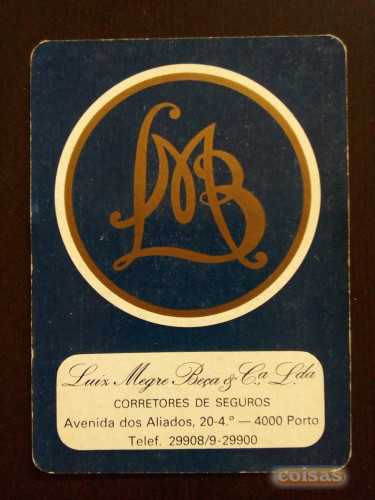 LMB
Luiz Megre Beça & C.ª L.da
CORRETORES DE SEGUROS
Avenida dos Aliados, 20-4.º — 4000 Porto
Telef. 29908/9-29900
coisas